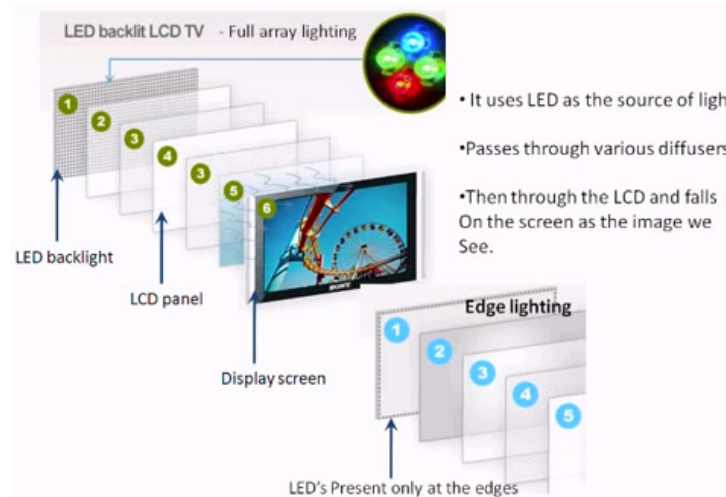 LED backlit LCD TV - Full array lighting
1
2
3
4
3
5
6
SONY
LED backlight
LCD panel
Display screen
• It uses LED as the source of ligh
•Passes through various diffusers
•Then through the LCD and falls
On the screen as the image we
See.
Edge lighting
1
2
3
4
5
LED's Present only at the edges